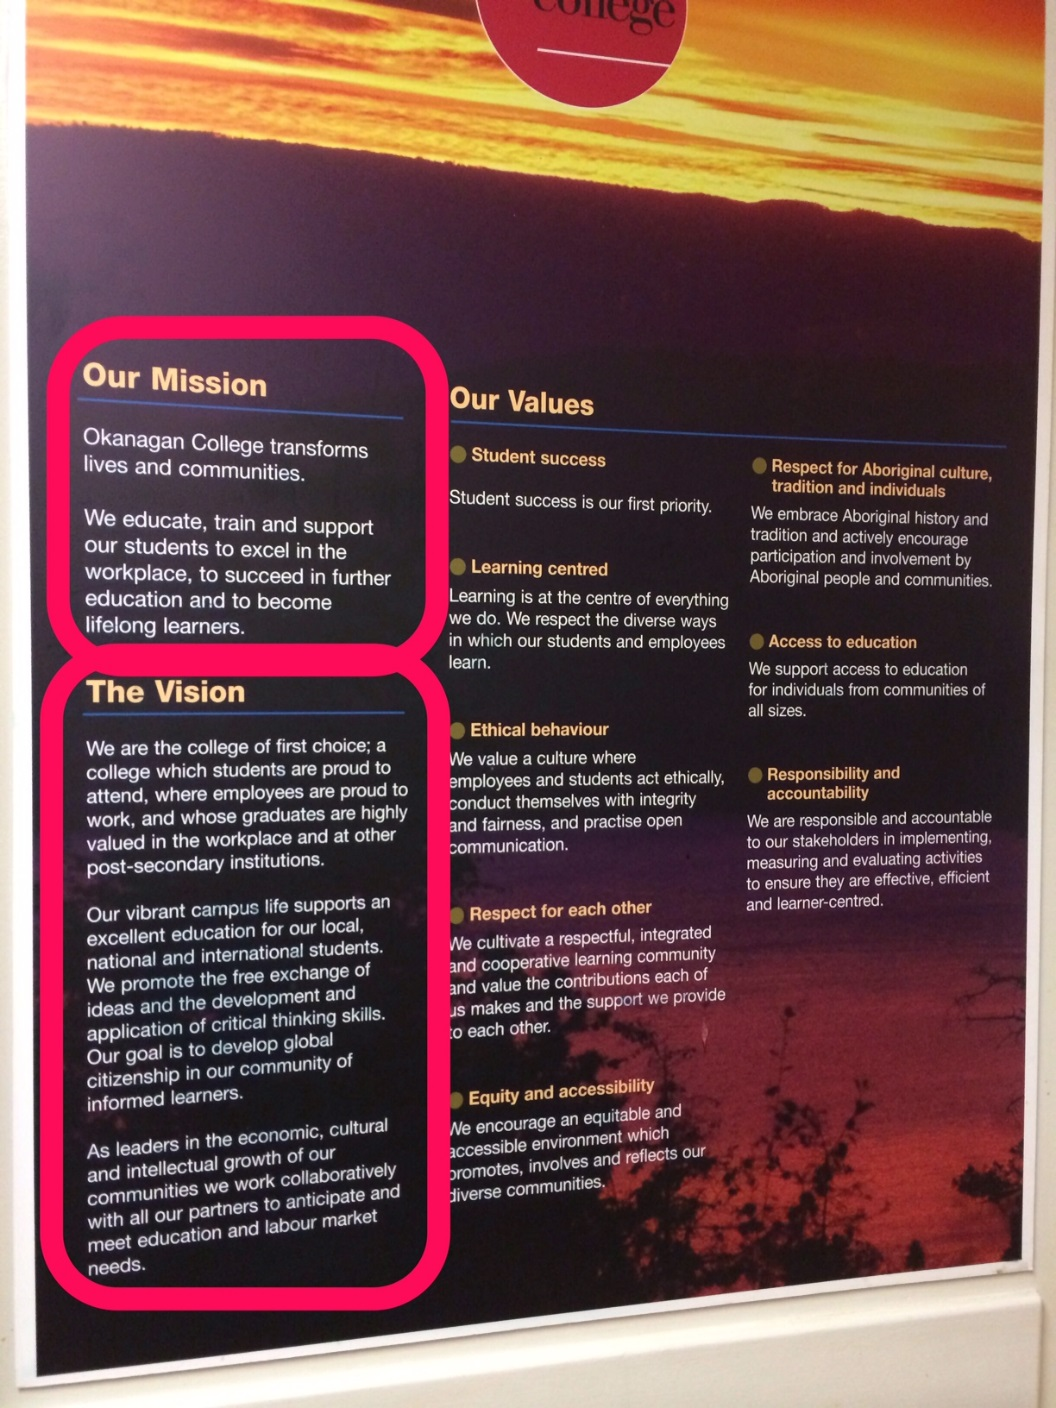 college
Our Mission
Okanagan College transforms
lives and communities.
We educate, train and support
our students to excel in the
workplace, to succeed in further
education and to become
lifelong learners.
The Vision
We are the college of first choice; a
college which students are proud to
attend, where employees are proud to
work, and whose graduates are highly
valued in the workplace and at other
post-secondary institutions.
Our vibrant campus life supports an
excellent education for our local,
national and international students.
We promote the free exchange of
ideas and the development and
application of critical thinking skills.
Our goal is to develop global
citizenship in our community of
informed learners.
As leaders in the economic, cultural
and intellectual growth of our
communities we work collaboratively
with all our partners to anticipate and
meet education and labour market
needs.
Our Values
Student success
Student success is our first priority.
Learning centred
Learning is at the centre of everything
we do. We respect the diverse ways
in which our students and employees
learn.
Ethical behaviour
We value a culture where
employees and students act ethically,
conduct themselves with integrity
and fairness, and practise open
communication.
Respect for each other
We cultivate a respectful, integrated
and cooperative learning community
and value the contributions each of
us makes and the support we provide
to each other.
Equity and accessibility
We encourage an equitable and
accessible environment which
promotes, involves and reflects our
diverse communities.
Respect for Aboriginal culture,
tradition and individuals
We embrace Aboriginal history and
tradition and actively encourage
participation and involvement by
Aboriginal people and communities.
Access to education
We support access to education
for individuals from communities of
all sizes.
Responsibility and
accountability
We are responsible and accountable
to our stakeholders in implementing,
measuring and evaluating activities
to ensure they are effective, efficient
and learner-centred.